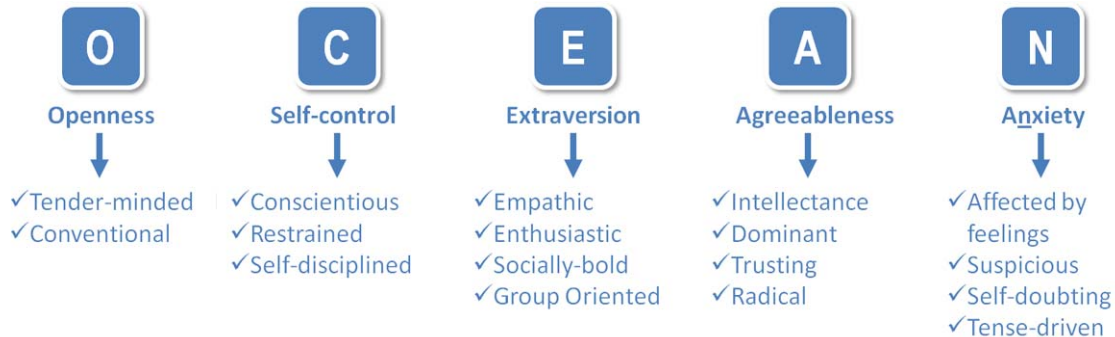 O
Openness
✓Tender-minded
✓Conventional
C
Self-control
✓Conscientious
✓Restrained
✓Self-disciplined
E
Extraversion
✓Empathic
✓Enthusiastic
✓Socially-bold
✓Group Oriented
A
Agreeableness
✓Intellectance
✓Dominant
✓Trusting
✓Radical
N
Anxiety
✓Affected by
feelings
✓Suspicious
✓Self-doubting
✓Tense-driven